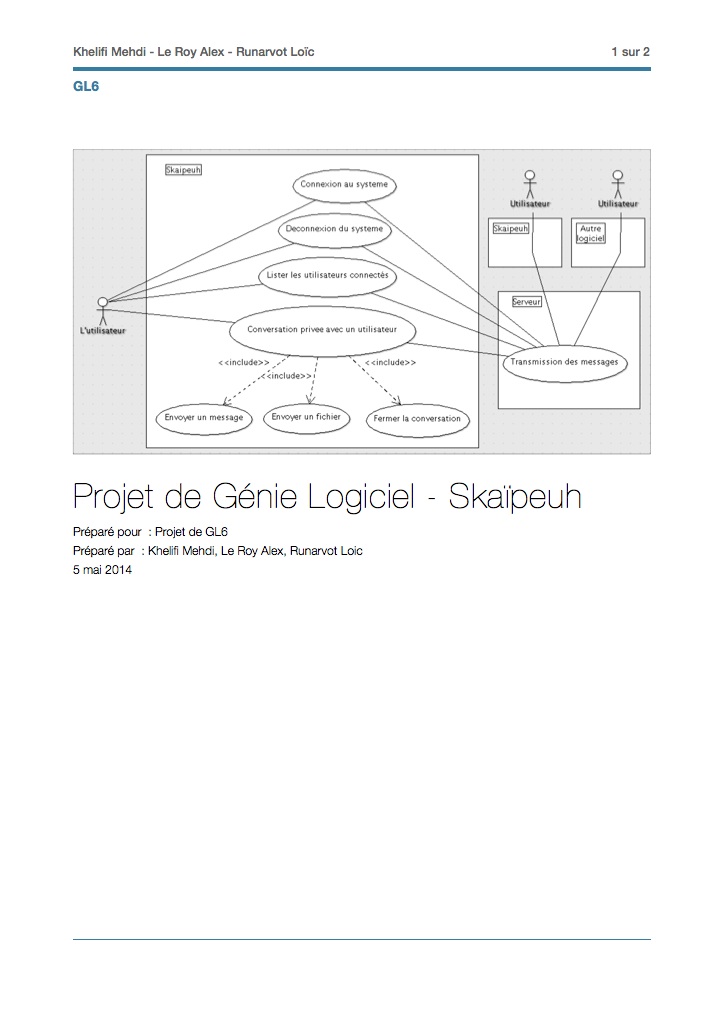 Khelifi Mehdi - Le Roy Alex - Runarvot Loïc 1 sur 2
GL6
Skaipeuh
Connexion au systeme
Deconnexion du systeme
Lister les utilisateurs connectés
Conversation privee avec un utilisateur
L'utilisateur
<<include>>
<<include>>
<<include>>
Envoyer un message
Envoyer un fichier
Fermer la conversation
Utilisateur
Utilisateur
Skaipeuh
Autre
logiciel
Serveur
Transmission des messages
Projet de Génie Logiciel - Skaïpeuh
Préparé pour : Projet de GL6
Préparé par : Khelifi Mehdi, Le Roy Alex, Runarvot Loic
5 mai 2014